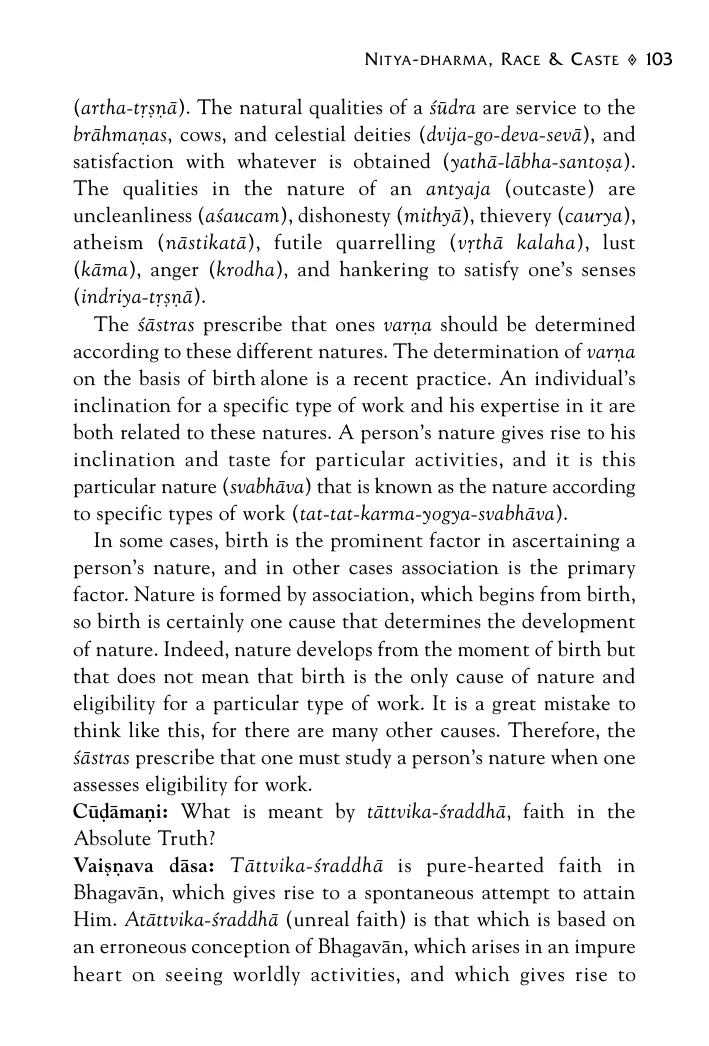 Nitya-dharma, Race & Caste ◈ 103
(artha-tṛṣṇā). The natural qualities of a śūdra are service to the
brāhmaṇas, cows, and celestial deities (dvija-go-deva-sevā), and
satisfaction with whatever is obtained (yathā-lābha-santoṣa).
The qualities in the nature of an antyaja (outcaste) are
uncleanliness (aśaucam), dishonesty (mithyā), thievery (caurya),
atheism (nāstikatā), futile quarrelling (vṛthā kalaha), lust
(kāma), anger (krodha), and hankering to satisfy one’s senses
(indriya-tṛṣṇā).
The śāstras prescribe that ones varṇa should be determined
according to these different natures. The determination of varṇa
on the basis of birth alone is a recent practice. An individual’s
inclination for a specific type of work and his expertise in it are
both related to these natures. A person’s nature gives rise to his
inclination and taste for particular activities, and it is this
particular nature (svabhāva) that is known as the nature according
to specific types of work (tat-tat-karma-yogya-svabhāva).
In some cases, birth is the prominent factor in ascertaining a
person’s nature, and in other cases association is the primary
factor. Nature is formed by association, which begins from birth,
so birth is certainly one cause that determines the development
of nature. Indeed, nature develops from the moment of birth but
that does not mean that birth is the only cause of nature and
eligibility for a particular type of work. It is a great mistake to
think like this, for there are many other causes. Therefore, the
śāstras prescribe that one must study a person’s nature when one
assesses eligibility for work.
Cūḍāmaṇi: What is meant by tāttvika-śraddhā, faith in the
Absolute Truth?
Vaiṣṇava dāsa: Tāttvika-śraddhā is pure-hearted faith in
Bhagavān, which gives rise to a spontaneous attempt to attain
Him. Atāttvika-śraddhā (unreal faith) is that which is based on
an erroneous conception of Bhagavān, which arises in an impure
heart on seeing worldly activities, and which gives rise to